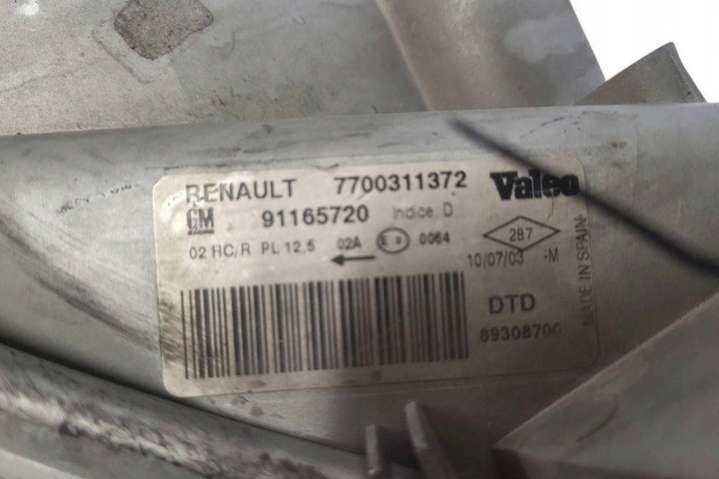 RENAULT 7700311372 Valeo
GM 91165720 Indice D
287
02 HC/R PL 12,5 02A E9 0064
10/07/03 -M
MADE IN SPAIN
DTD